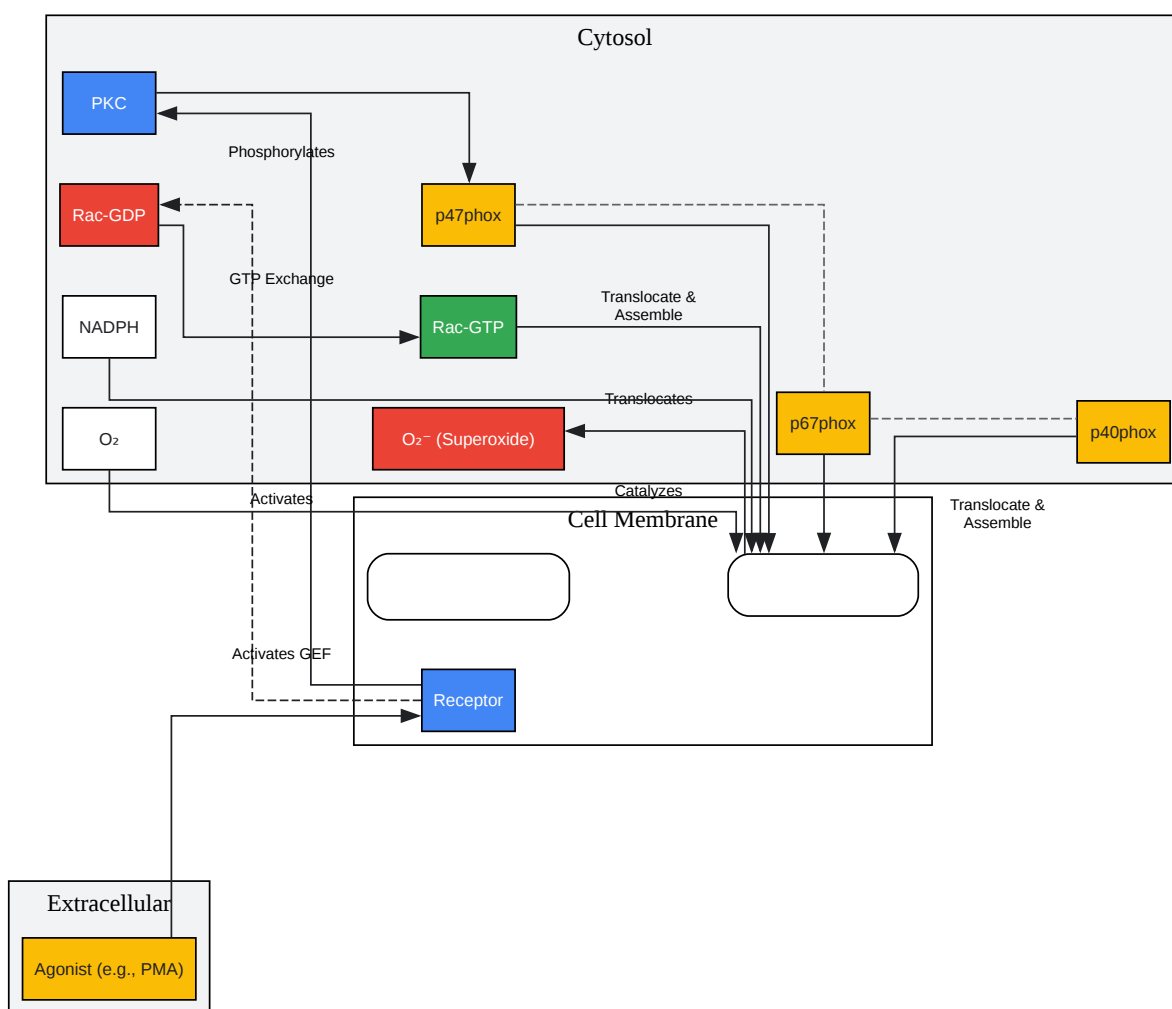 Cytosol
PKC
Phosphorylates
Rac-GDP
p47phox
GTP Exchange
NADPH
Rac-GTP
Translocate &
Assemble
Translocates
O₂
O₂⁻ (Superoxide)
p67phox
p40phox
Activates
Catalyzes
Translocate &
Assemble
Cell Membrane
Activates GEF
Receptor
Extracellular
Agonist (e.g., PMA)